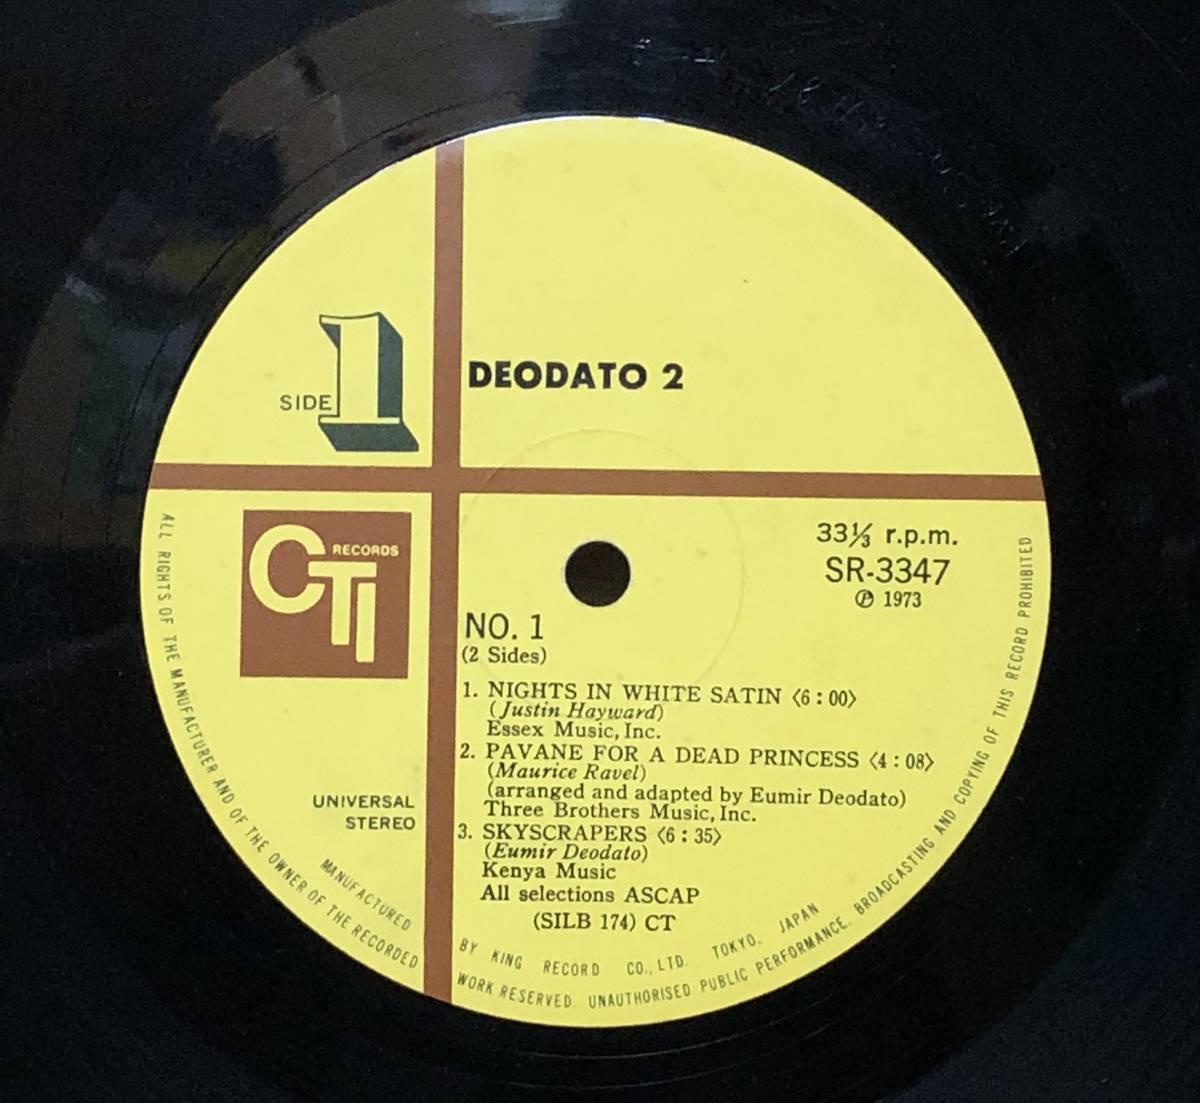 SIDE 1
DEODATO 2
CTI RECORDS
33⅓ r.p.m.
SR-3347
℗ 1973
NO. 1
(2 Sides)
1. NIGHTS IN WHITE SATIN 〈6 : 00〉
(Justin Hayward)
Essex Music, Inc.
2. PAVANE FOR A DEAD PRINCESS 〈4 : 08〉
(Maurice Ravel)
(arranged and adapted by Eumir Deodato)
Three Brothers Music, Inc.
3. SKYSCRAPERS 〈6 : 35〉
(Eumir Deodato)
Kenya Music
All selections ASCAP
(SILB 174) CT
UNIVERSAL
STEREO
MANUFACTURED BY KING RECORD CO., LTD. TOKYO. JAPAN
ALL RIGHTS OF THE MANUFACTURER AND OF THE OWNER OF THE RECORDED WORK RESERVED. UNAUTHORISED PUBLIC PERFORMANCE. BROADCASTING AND COPYING OF THIS RECORD PROHIBITED